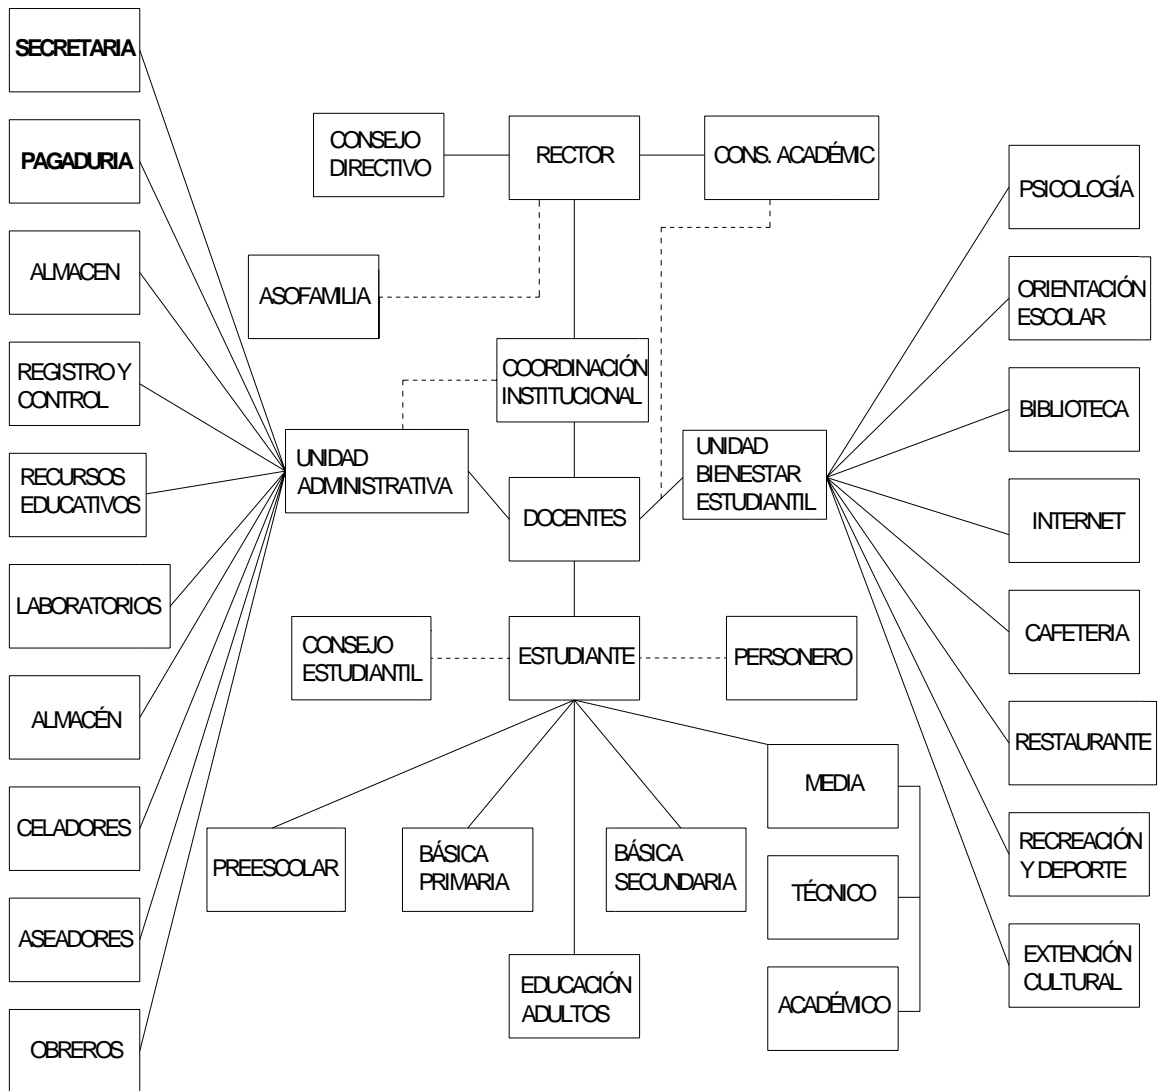 SECRETARIA
PAGADURIA
ALMACEN
REGISTRO Y
CONTROL
RECURSOS
EDUCATIVOS
LABORATORIOS
ALMACÉN
CELADORES
ASEADORES
OBREROS
CONSEJO
DIRECTIVO
RECTOR
CONS. ACADÉMIC
ASOFAMILIA
COORDINACIÓN
INSTITUCIONAL
UNIDAD
ADMINISTRATIVA
DOCENTES
UNIDAD
BIENESTAR
ESTUDIANTIL
CONSEJO
ESTUDIANTIL
ESTUDIANTE
PERSONERO
PREESCOLAR
BÁSICA
PRIMARIA
EDUCACIÓN
ADULTOS
BÁSICA
SECUNDARIA
MEDIA
TÉCNICO
ACADÉMICO
PSICOLOGÍA
ORIENTACIÓN
ESCOLAR
BIBLIOTECA
INTERNET
CAFETERIA
RESTAURANTE
RECREACIÓN
Y DEPORTE
EXTENCIÓN
CULTURAL